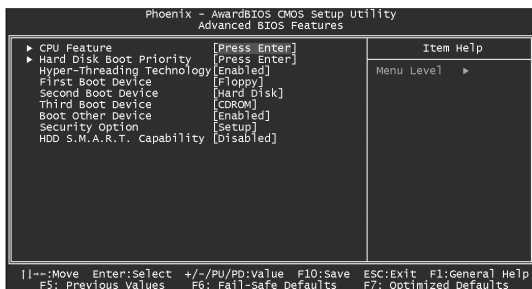 Phoenix - AwardBIOS CMOS Setup Utility
Advanced BIOS Features
▶ CPU Feature [Press Enter]
▶ Hard Disk Boot Priority [Press Enter]
Hyper-Threading Technology[Enabled]
First Boot Device [Floppy]
Second Boot Device [Hard Disk]
Third Boot Device [CDROM]
Boot Other Device [Enabled]
Security Option [Setup]
HDD S.M.A.R.T. Capability [Disabled]
Item Help
Menu Level ▶
↑↓→←:Move Enter:Select +/-/PU/PD:Value F10:Save ESC:Exit F1:General Help
F5: Previous Values F6: Fail-Safe Defaults F7: Optimized Defaults